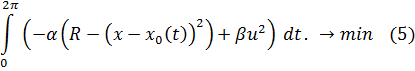 ∫₀^{2π} (−α(R − (x − x₀(t))²) + βu²) dt. → min (5)